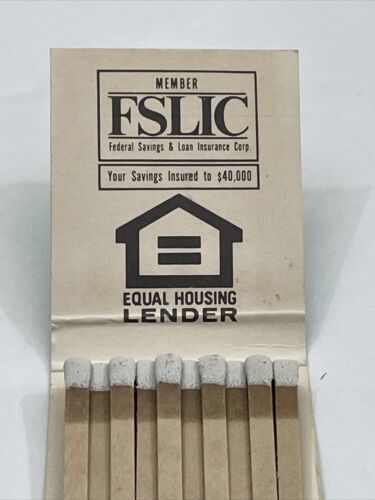 MEMBER
FSLIC
Federal Savings & Loan Insurance Corp.
Your Savings Insured to $40,000
EQUAL HOUSING
LENDER